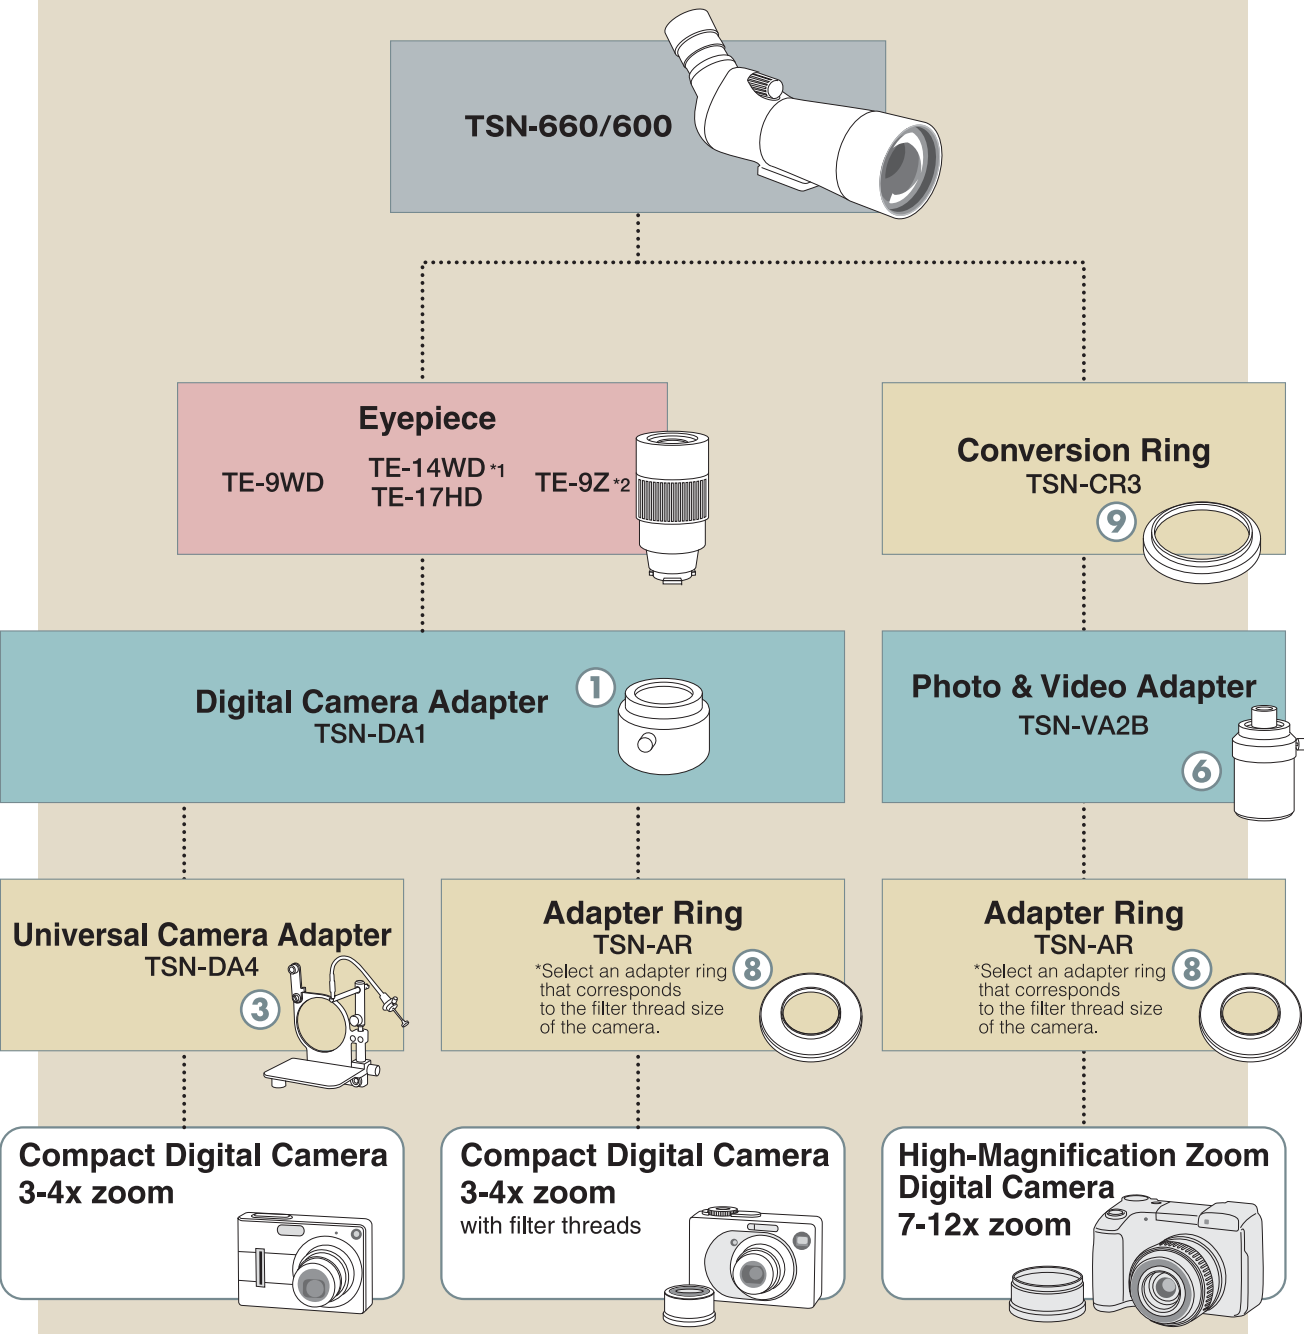 TSN-660/600
Eyepiece
TE-9WD
TE-14WD *1
TE-17HD
TE-9Z *2
Conversion Ring
TSN-CR3
9
Digital Camera Adapter
TSN-DA1
1
Photo & Video Adapter
TSN-VA2B
6
Universal Camera Adapter
TSN-DA4
3
Adapter Ring
TSN-AR
*Select an adapter ring
that corresponds
to the filter thread size
of the camera.
8
Adapter Ring
TSN-AR
*Select an adapter ring
that corresponds
to the filter thread size
of the camera.
8
Compact Digital Camera
3-4x zoom
Compact Digital Camera
3-4x zoom
with filter threads
High-Magnification Zoom
Digital Camera
7-12x zoom